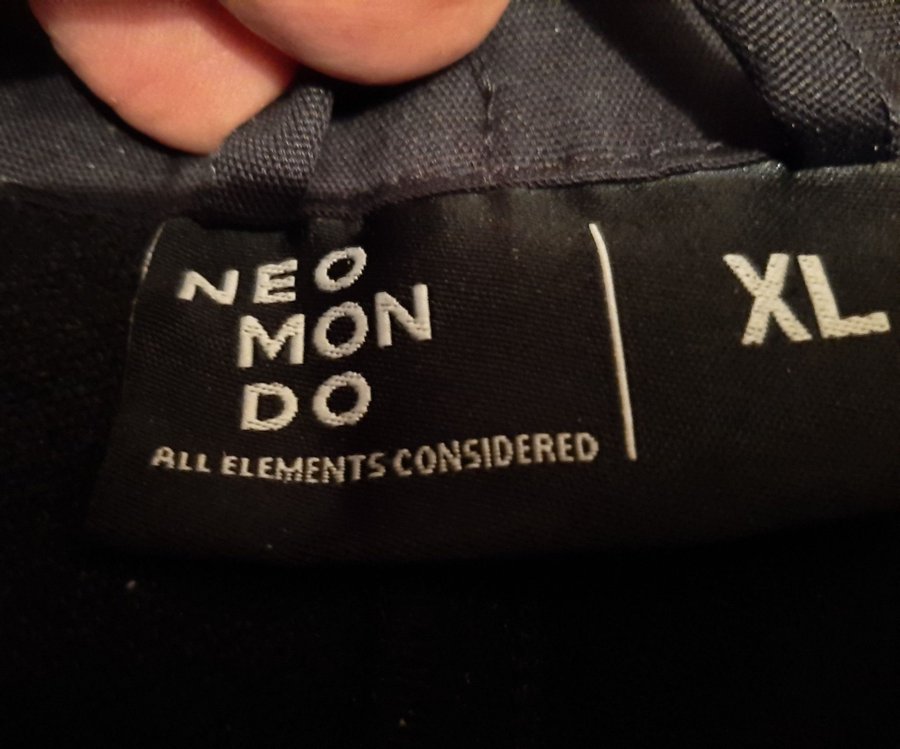 NEO
MON
DO
ALL ELEMENTS CONSIDERED
XL